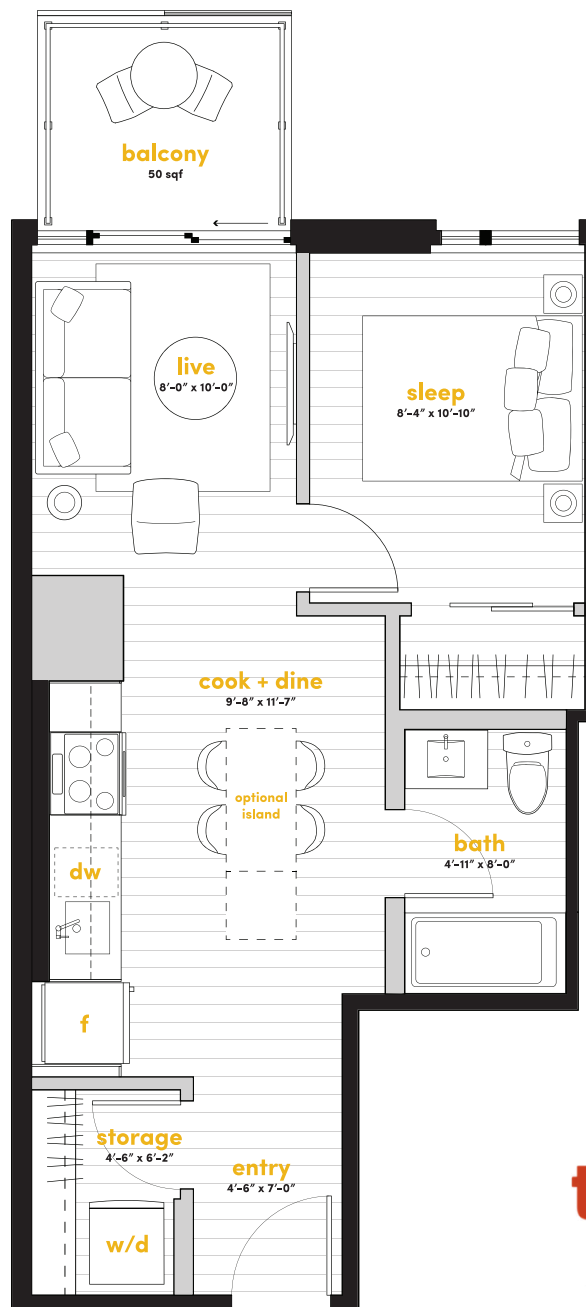 balcony
50 sqf
live
8'-0" x 10'-0"
sleep
8'-4" x 10'-10"
cook + dine
9'-8" x 11'-7"
optional
island
dw
bath
4'-11" x 8'-0"
f
storage
4'-6" x 6'-2"
entry
4'-6" x 7'-0"
w/d
t